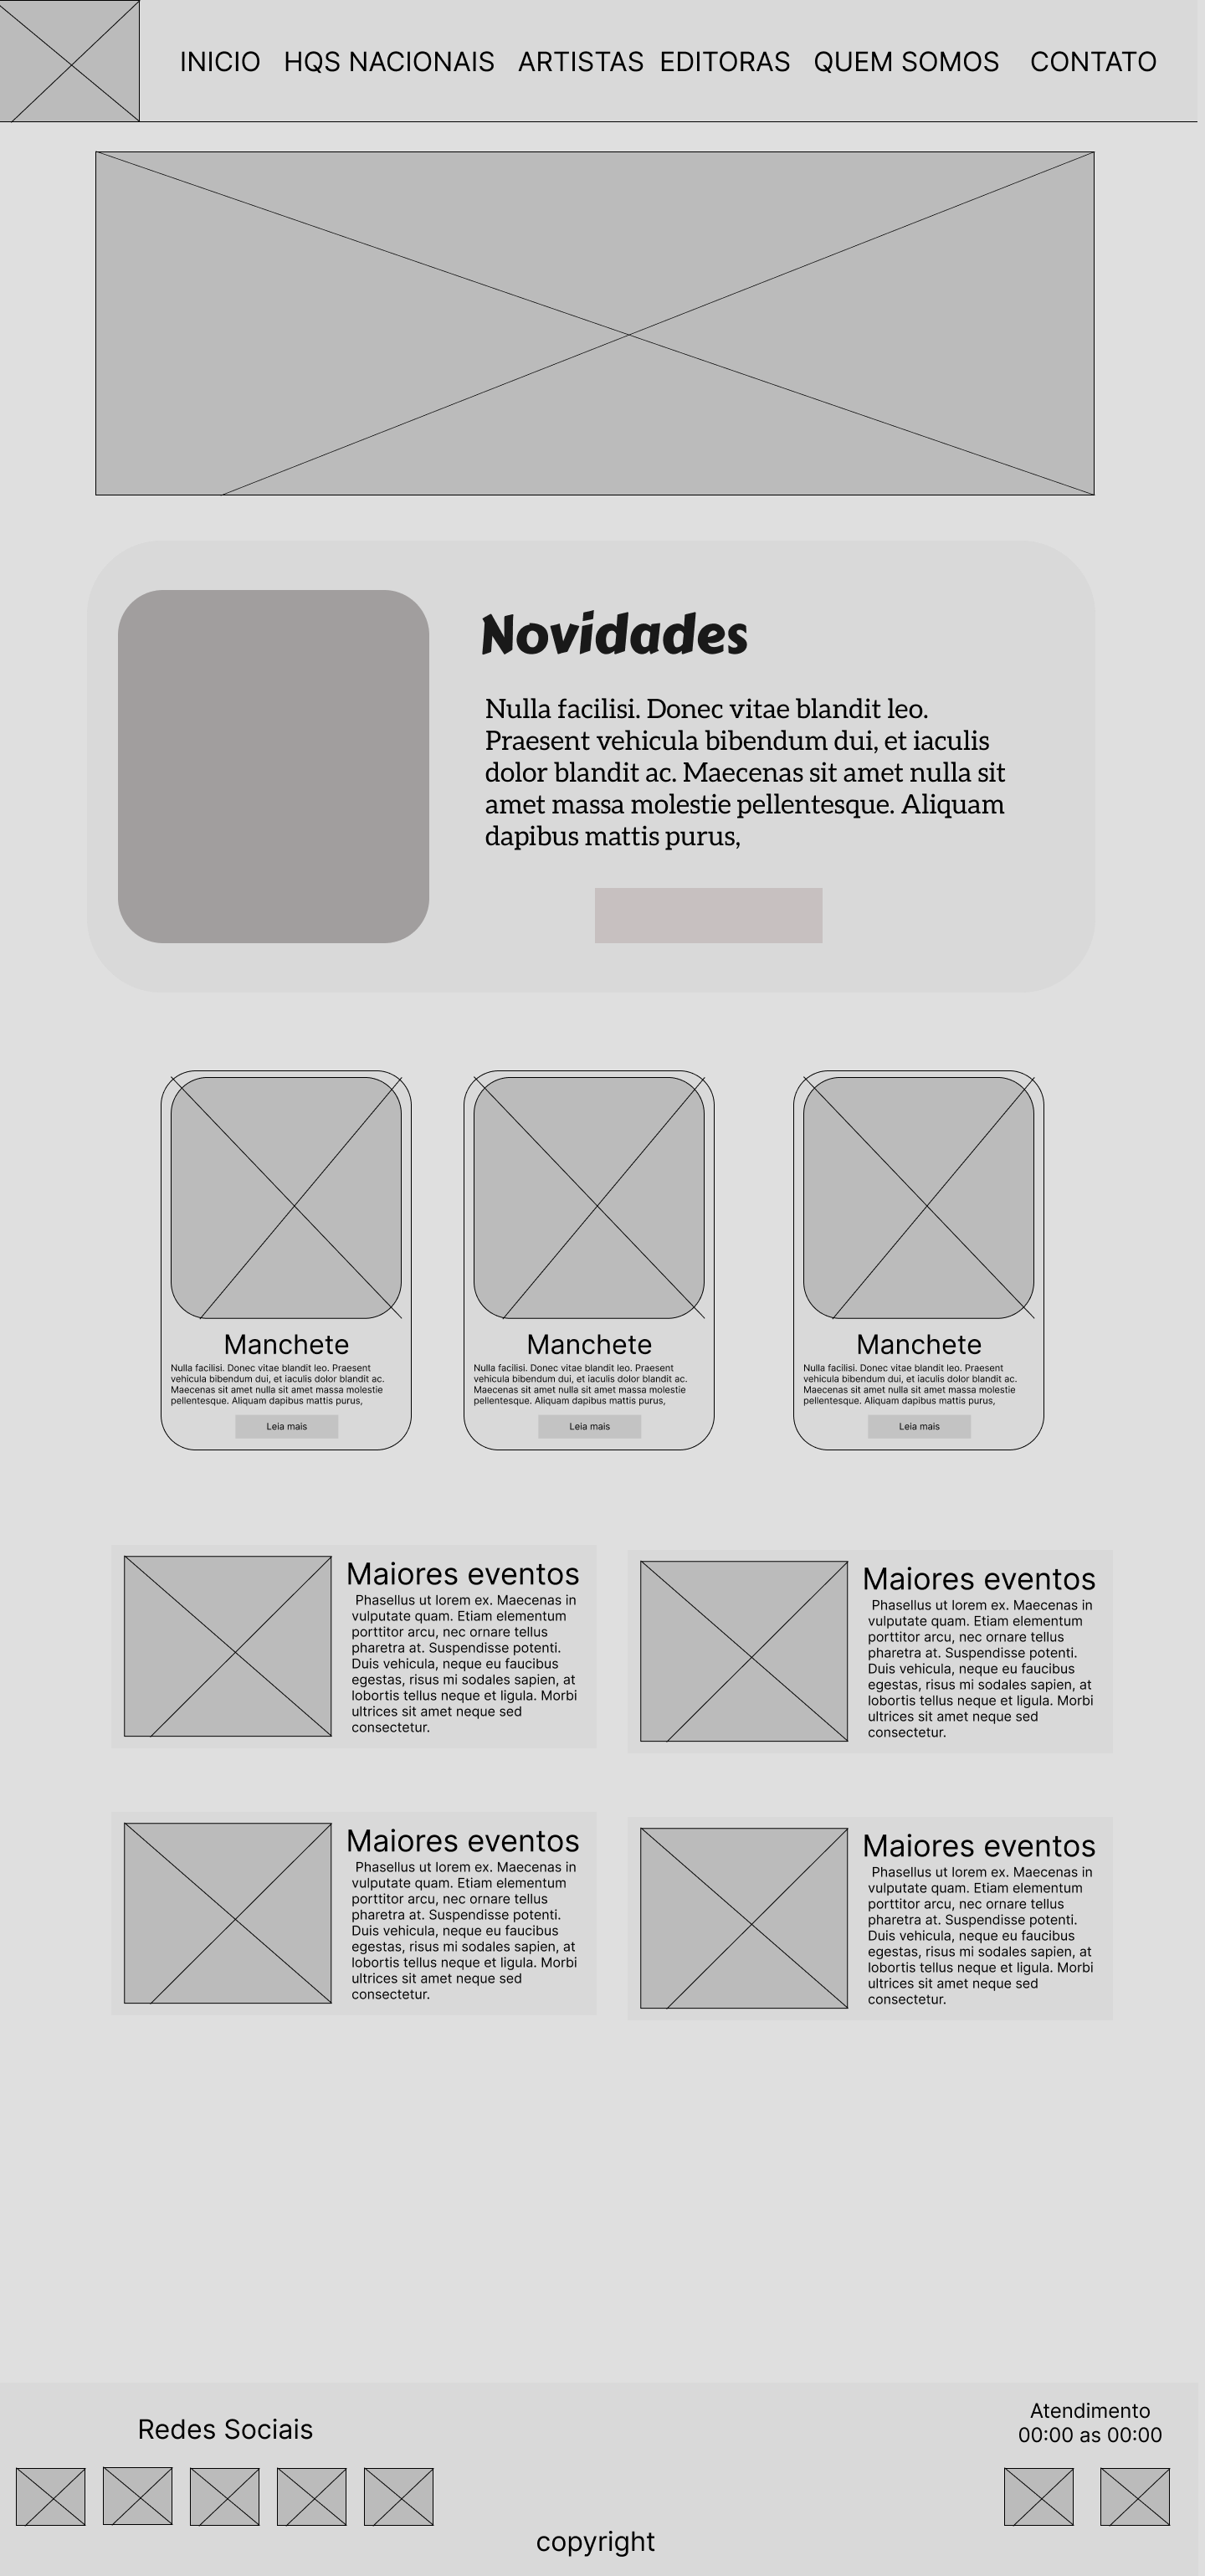 INICIO HQS NACIONAIS ARTISTAS EDITORAS QUEM SOMOS CONTATO
Novidades
Nulla facilisi. Donec vitae blandit leo.
Praesent vehicula bibendum dui, et iaculis
dolor blandit ac. Maecenas sit amet nulla sit
amet massa molestie pellentesque. Aliquam
dapibus mattis purus,
Manchete
Nulla facilisi. Donec vitae blandit leo. Praesent
vehicula bibendum dui, et iaculis dolor blandit ac.
Maecenas sit amet nulla sit amet massa molestie
pellentesque. Aliquam dapibus mattis purus,
Leia mais
Manchete
Nulla facilisi. Donec vitae blandit leo. Praesent
vehicula bibendum dui, et iaculis dolor blandit ac.
Maecenas sit amet nulla sit amet massa molestie
pellentesque. Aliquam dapibus mattis purus,
Leia mais
Manchete
Nulla facilisi. Donec vitae blandit leo. Praesent
vehicula bibendum dui, et iaculis dolor blandit ac.
Maecenas sit amet nulla sit amet massa molestie
pellentesque. Aliquam dapibus mattis purus,
Leia mais
Maiores eventos
Phasellus ut lorem ex. Maecenas in
vulputate quam. Etiam elementum
porttitor arcu, nec ornare tellus
pharetra at. Suspendisse potenti.
Duis vehicula, neque eu faucibus
egestas, risus mi sodales sapien, at
lobortis tellus neque et ligula. Morbi
ultrices sit amet neque sed
consectetur.
Maiores eventos
Phasellus ut lorem ex. Maecenas in
vulputate quam. Etiam elementum
porttitor arcu, nec ornare tellus
pharetra at. Suspendisse potenti.
Duis vehicula, neque eu faucibus
egestas, risus mi sodales sapien, at
lobortis tellus neque et ligula. Morbi
ultrices sit amet neque sed
consectetur.
Maiores eventos
Phasellus ut lorem ex. Maecenas in
vulputate quam. Etiam elementum
porttitor arcu, nec ornare tellus
pharetra at. Suspendisse potenti.
Duis vehicula, neque eu faucibus
egestas, risus mi sodales sapien, at
lobortis tellus neque et ligula. Morbi
ultrices sit amet neque sed
consectetur.
Maiores eventos
Phasellus ut lorem ex. Maecenas in
vulputate quam. Etiam elementum
porttitor arcu, nec ornare tellus
pharetra at. Suspendisse potenti.
Duis vehicula, neque eu faucibus
egestas, risus mi sodales sapien, at
lobortis tellus neque et ligula. Morbi
ultrices sit amet neque sed
consectetur.
Redes Sociais
Atendimento
00:00 as 00:00
copyright